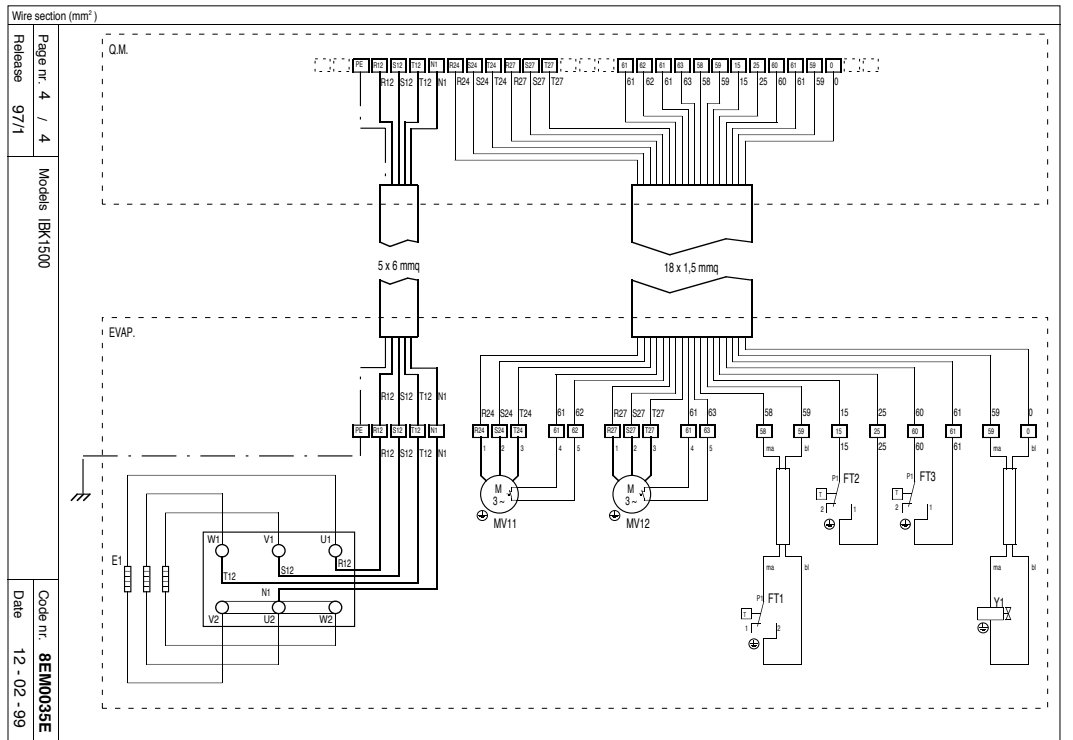 Wire section (mm²)
Page nr. 4 / 4
Release 97/1
Models IBK1500
Code nr. 8EM0035E
Date 12 - 02 - 99
Q.M.
PE R12 S12 T12 N1 R24 S24 T24 R27 S27 T27 61 62 61 63 58 59 15 25 60 61 59 0
R12 S12 T12 N1 R24 S24 T24 R27 S27 T27 61 62 61 63 58 59 15 25 60 61 59 0
5 x 6 mmq
18 x 1,5 mmq
EVAP.
R12 S12 T12 N1 R24 S24 T24 61 62 R27 S27 T27 61 63 58 59 15 25 60 61 59 0
PE R12 S12 T12 N1 R24 S24 T24 61 62 R27 S27 T27 61 63 58 59 15 25 60 61 59 0
R12 S12 T12 N1 1 2 3 4 5 1 2 3 4 5 ma bl 15 25 60 61 ma bl
P1 FT2
T
2 1
P1 FT3
T
2 1
M
3 ~
MV11
M
3 ~
MV12
E1
W1 V1 U1
T12 S12 R12
N1
V2 U2 W2
ma bl
P1 FT1
T
1 2
ma bl
Y1